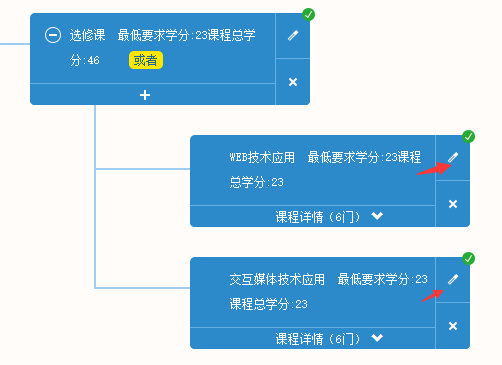 选修课 最低要求学分:23课程总学
分:46 或者
WEB技术应用 最低要求学分:23课程
总学分:23
课程详情（6门）
交互媒体技术应用 最低要求学分:23
课程总学分:23
课程详情（6门）